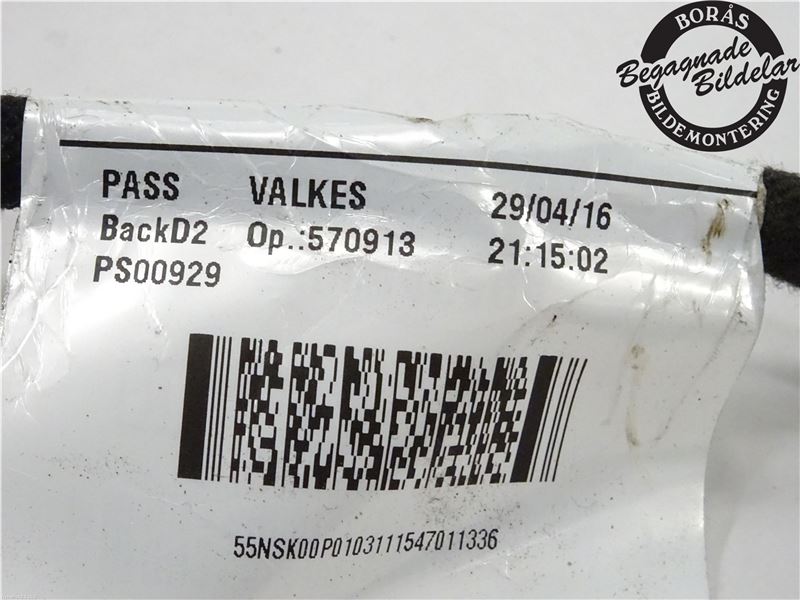 BORÅS
Begagnade
Bildelar
BILDEMONTERING
PASS VALKES 29/04/16
BackD2 Op.:570913 21:15:02
PS00929
55NSK00P0103111547011336